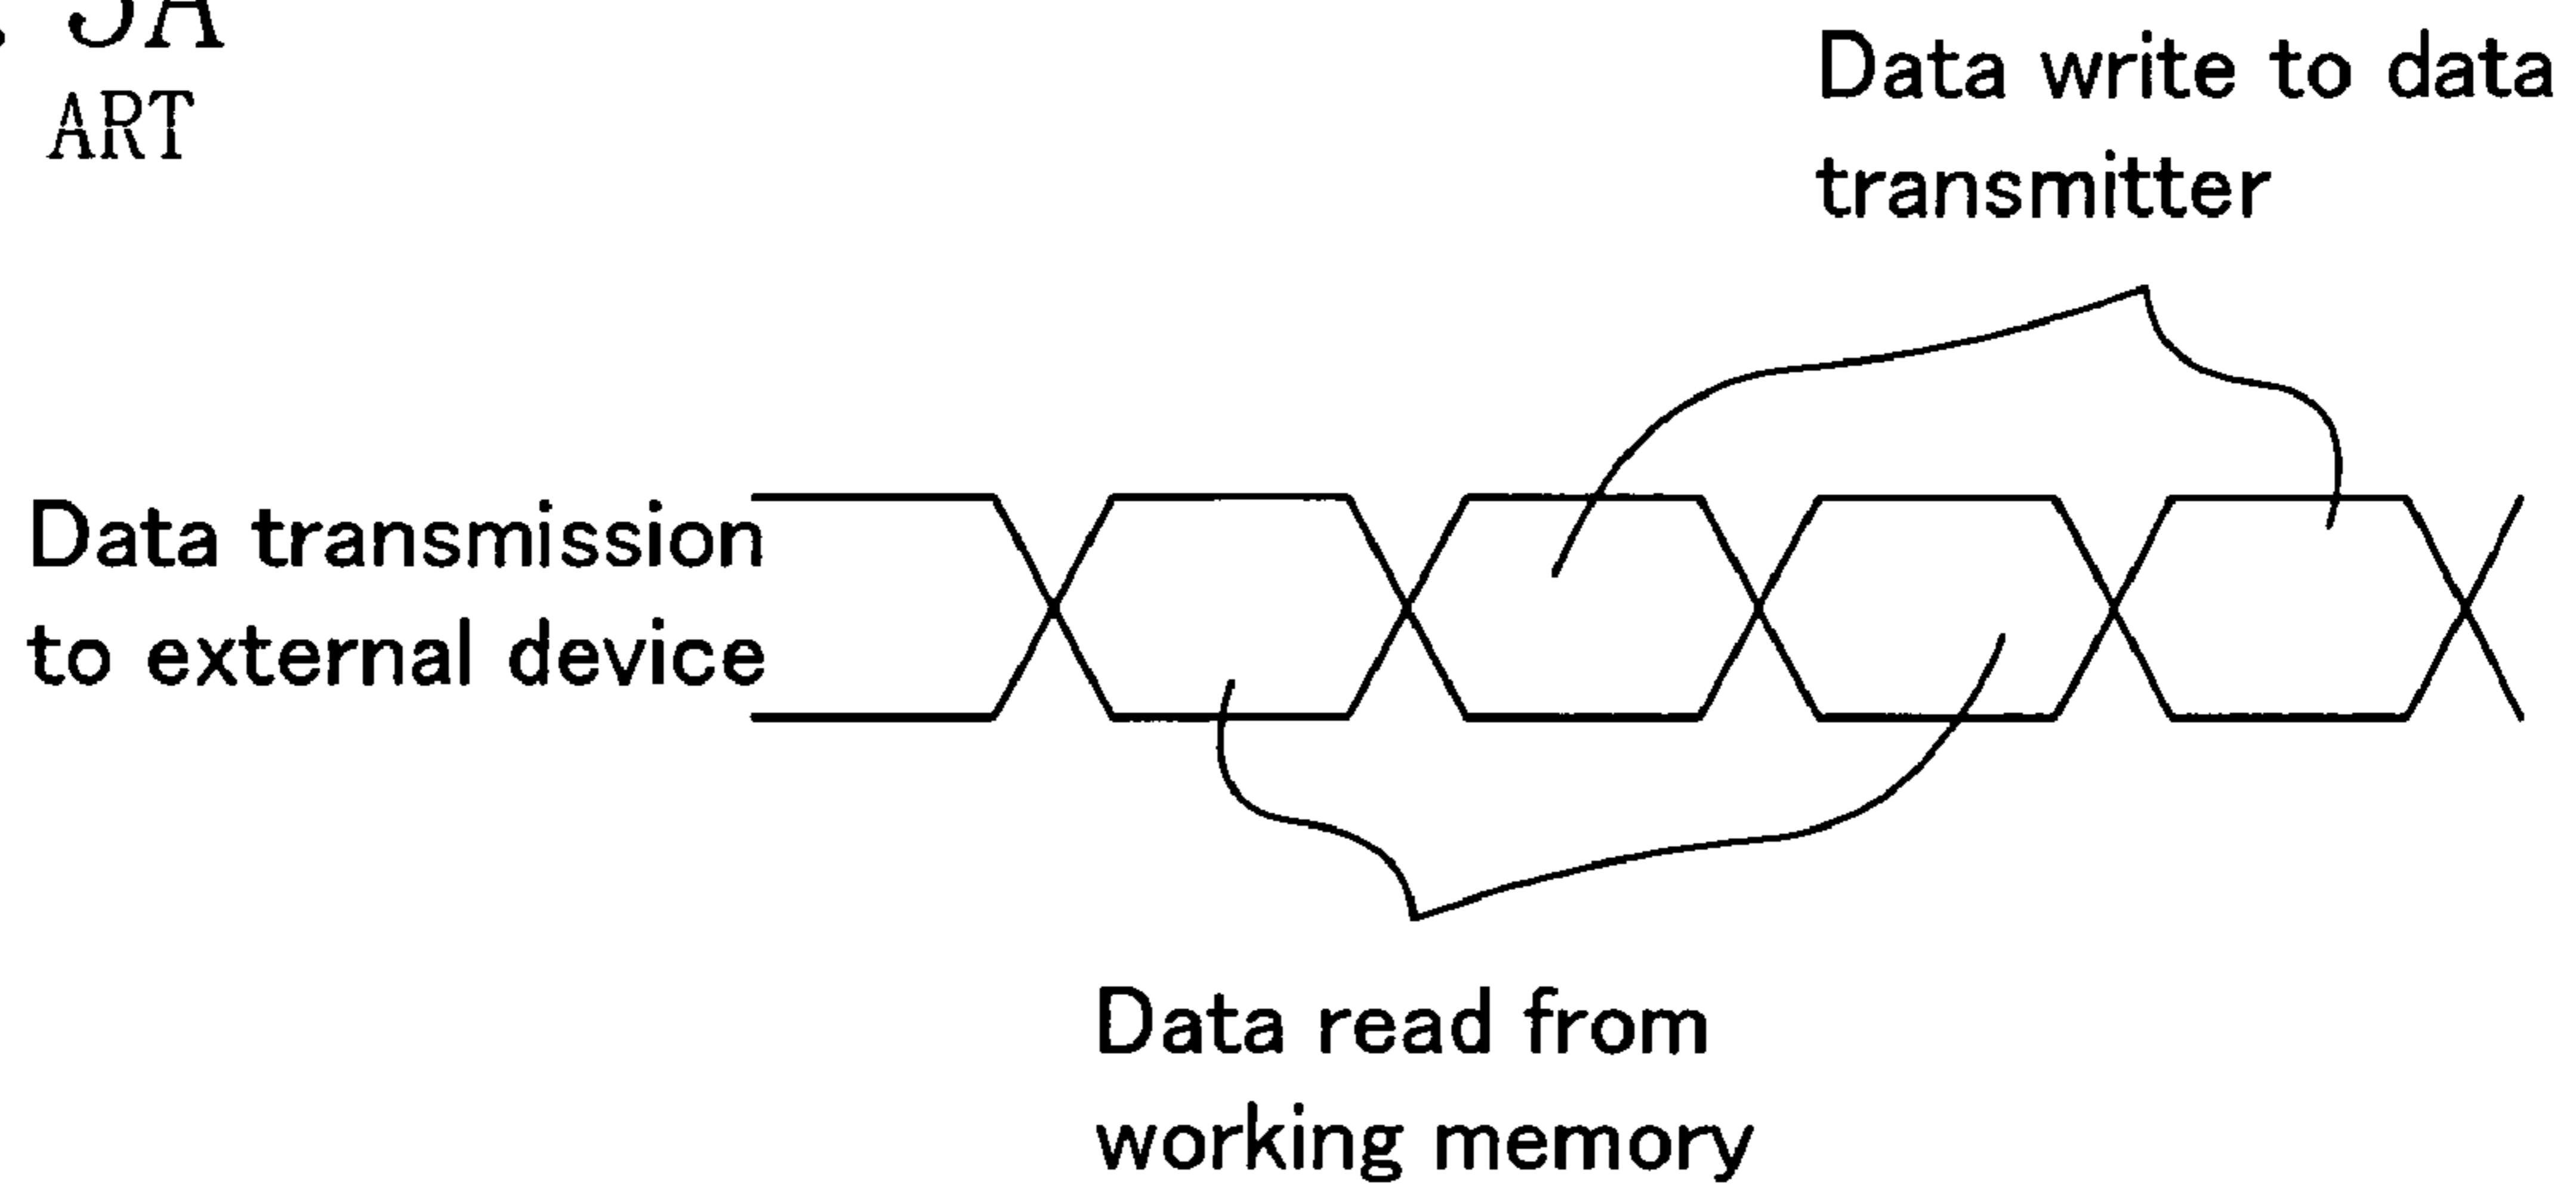 ART
Data write to data
transmitter
Data transmission
to external device
Data read from
working memory